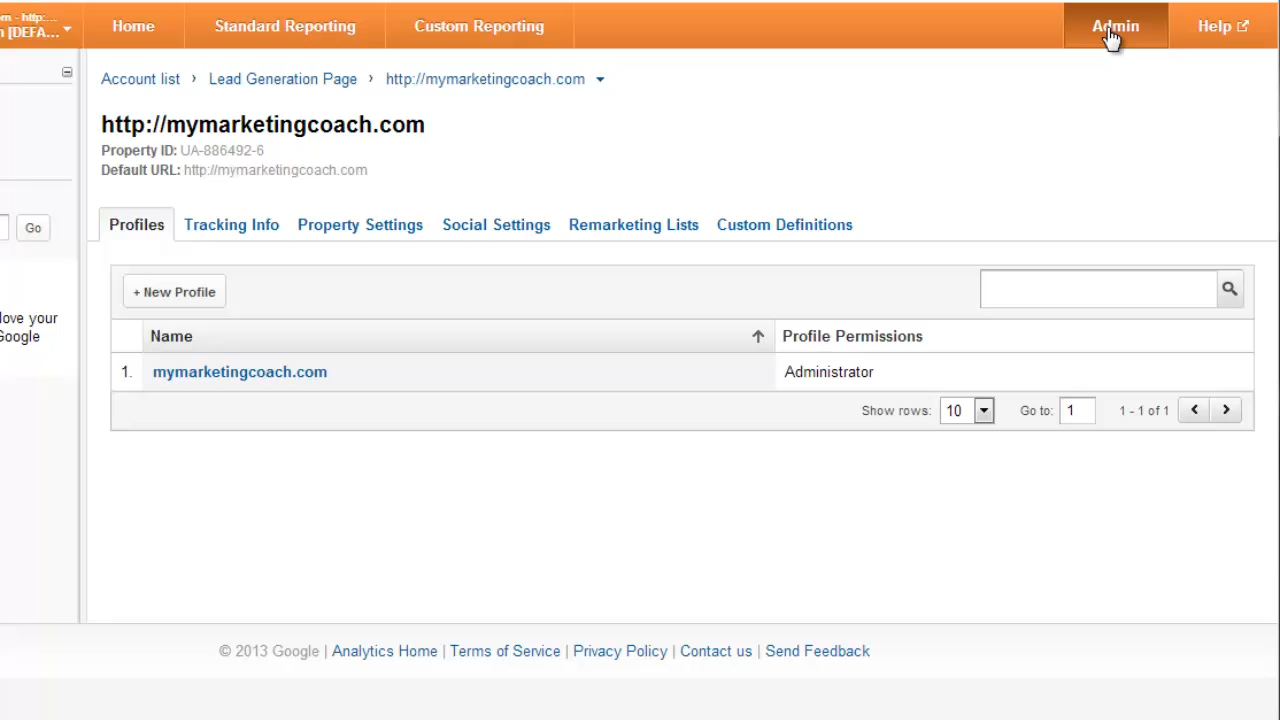 om - http:...
n [DEFA...
Home
Standard Reporting
Custom Reporting
Admin
Help
Account list › Lead Generation Page › http://mymarketingcoach.com
http://mymarketingcoach.com
Property ID: UA-886492-6
Default URL: http://mymarketingcoach.com
Profiles
Tracking Info
Property Settings
Social Settings
Remarketing Lists
Custom Definitions
Go
+ New Profile
Name
Profile Permissions
1.
mymarketingcoach.com
Administrator
Show rows: 10
Go to: 1
1 - 1 of 1
love your
Google
© 2013 Google | Analytics Home | Terms of Service | Privacy Policy | Contact us | Send Feedback